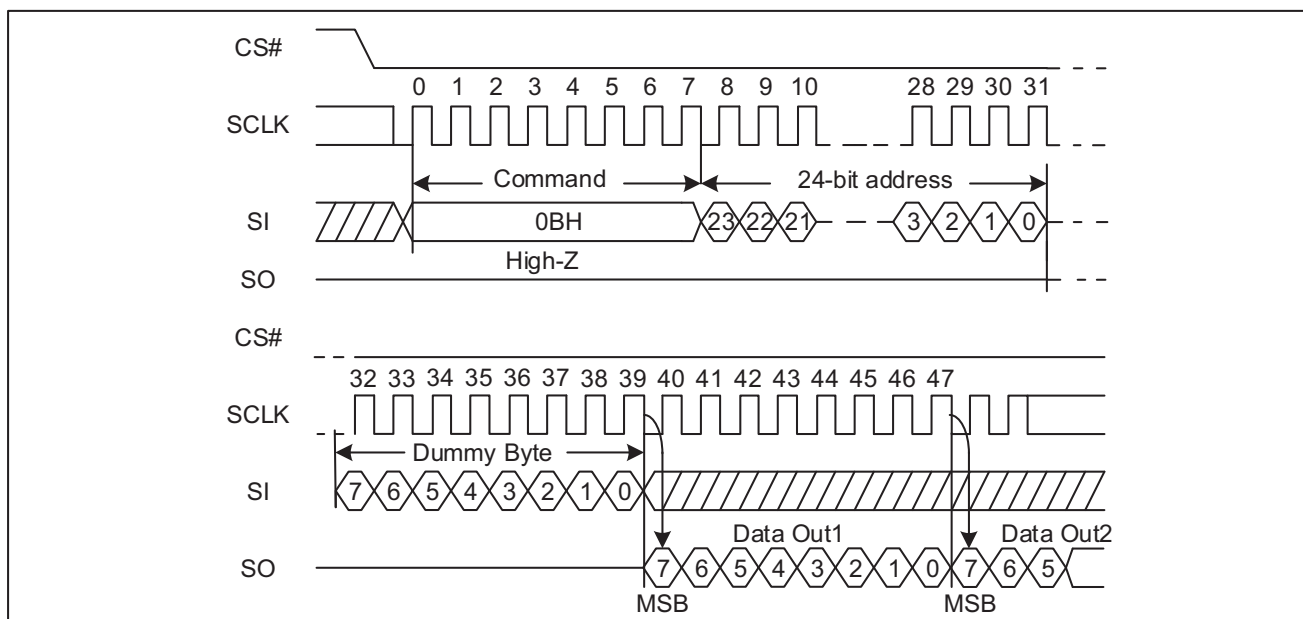 CS#
0 1 2 3 4 5 6 7 8 9 10 28 29 30 31
SCLK
Command 24-bit address
SI 0BH 23 22 21 3 2 1 0
High-Z
SO
CS#
32 33 34 35 36 37 38 39 40 41 42 43 44 45 46 47
SCLK
Dummy Byte
SI 7 6 5 4 3 2 1 0
Data Out1 Data Out2
SO 7 6 5 4 3 2 1 0 7 6 5
MSB MSB